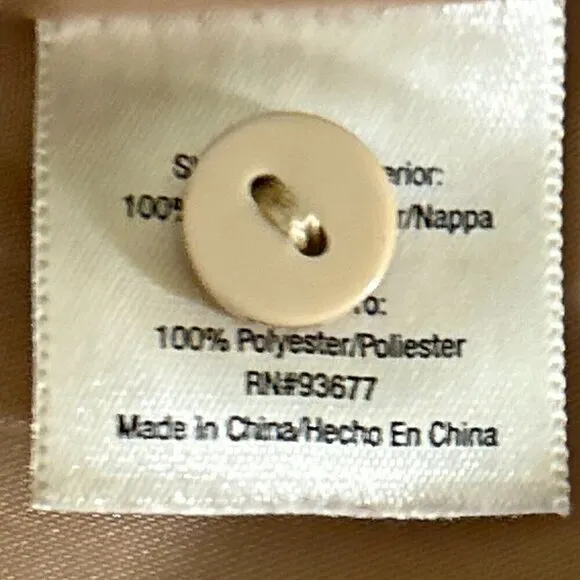 100%
/Nappa
100% Polyester/Poliester
RN#93677
Made In China/Hecho En China